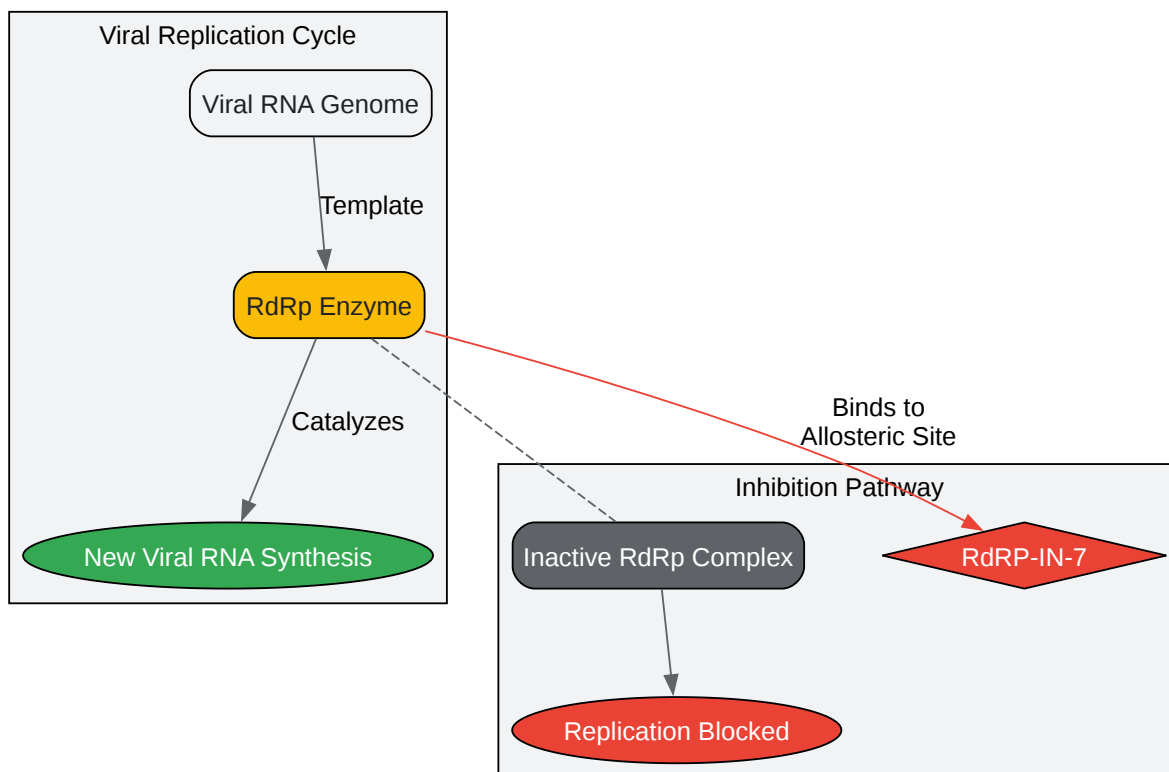 Viral Replication Cycle
Viral RNA Genome
Template
RdRp Enzyme
Catalyzes
New Viral RNA Synthesis
Binds to
Allosteric Site
Inhibition Pathway
Inactive RdRp Complex
RdRP-IN-7
Replication Blocked